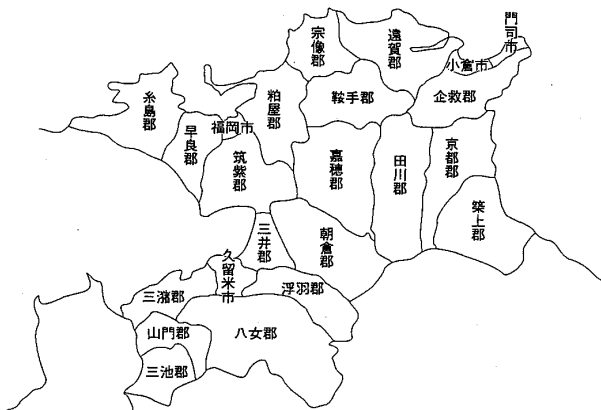 門司市
宗像郡
遠賀郡
小倉市
糸島郡
粕屋郡
鞍手郡
企救郡
早良郡
福岡市
筑紫郡
嘉穂郡
田川郡
京都郡
築上郡
三井郡
朝倉郡
久留米市
三潴郡
浮羽郡
山門郡
八女郡
三池郡